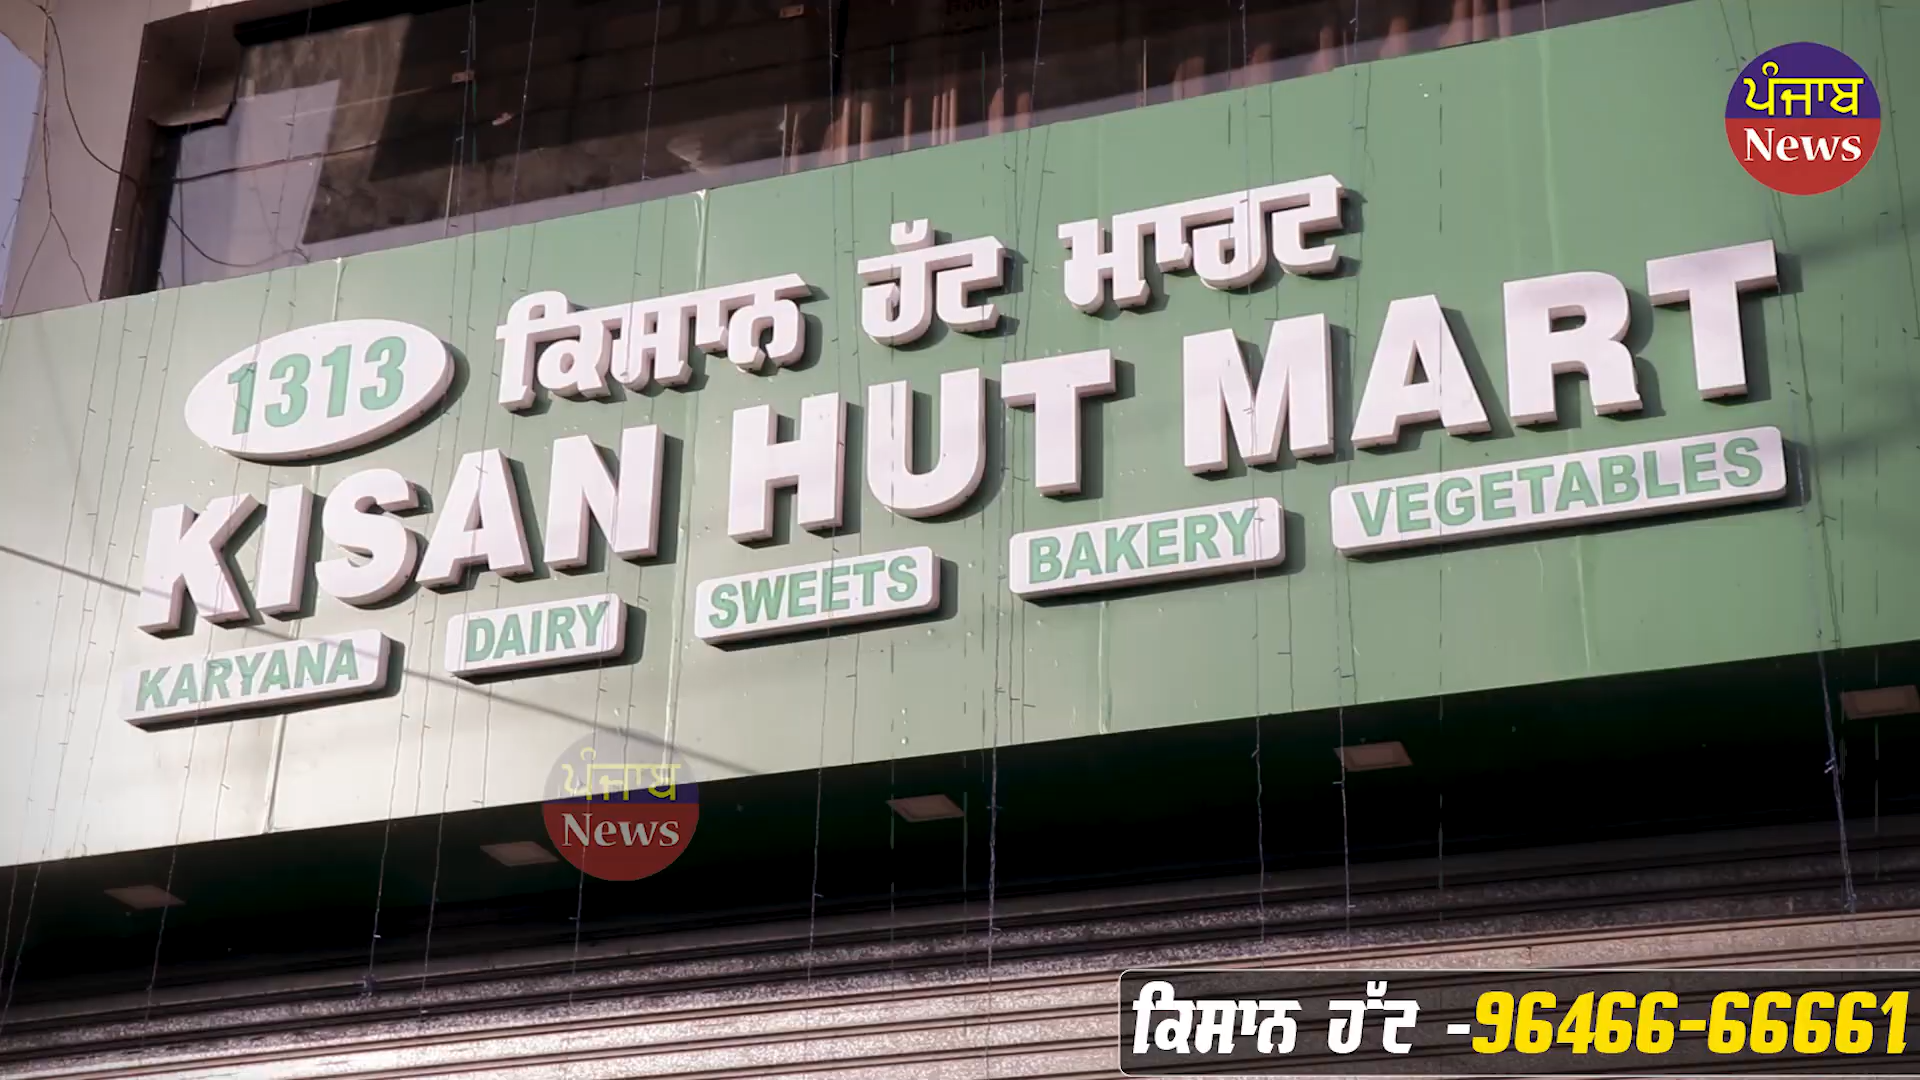 ਪੰਜਾਬ
News
1313
ਕਿਸਾਨ ਹੱਟ ਮਾਰਟ
KISAN HUT MART
KARYANA DAIRY SWEETS BAKERY VEGETABLES
ਪੰਜਾਬ
News
ਕਿਸਾਨ ਹੱਟ -96466-66661